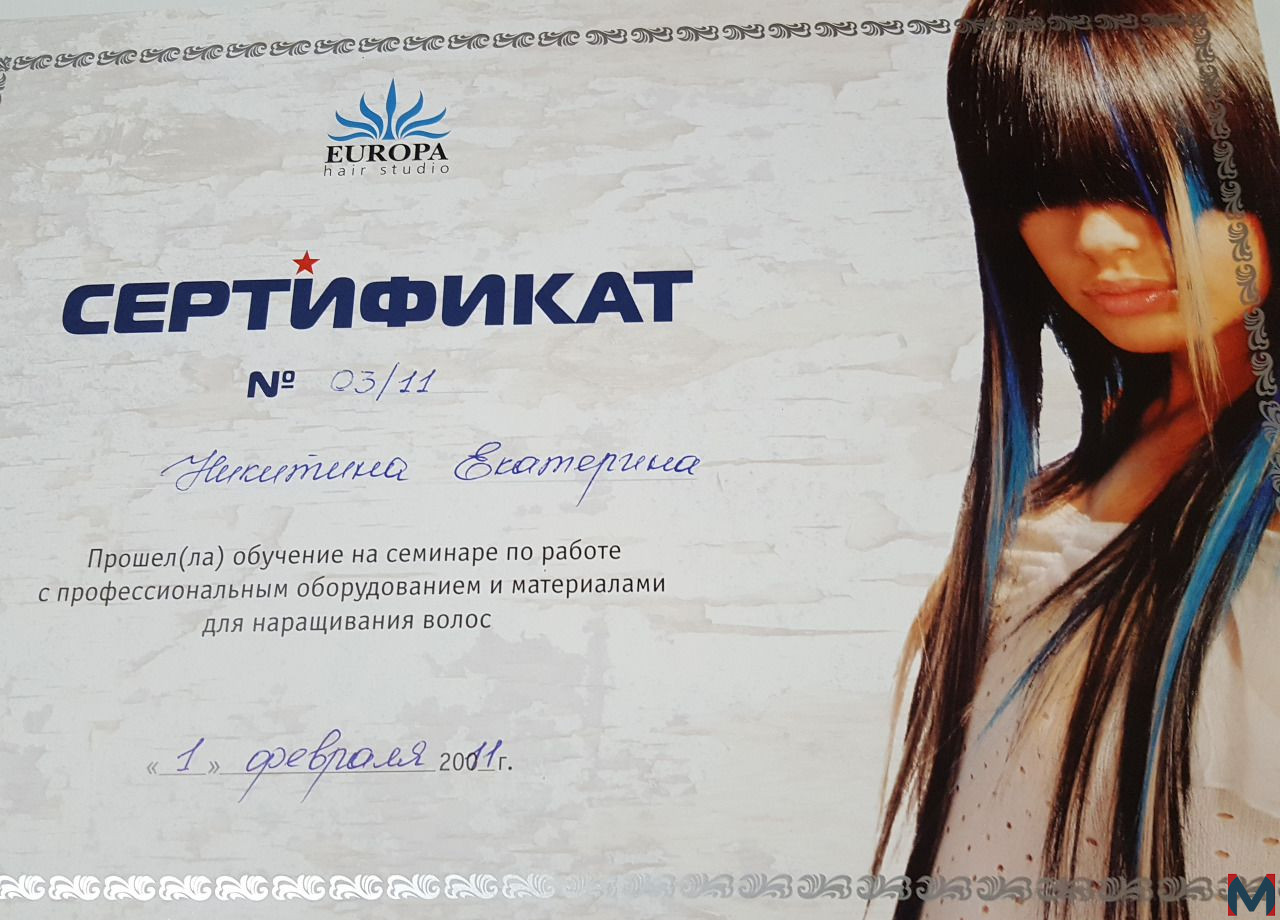 EUROPA
hair studio
СЕРТИФИКАТ
№ 03/11
Никитина Екатерина
Прошел(ла) обучение на семинаре по работе
с профессиональным оборудованием и материалами
для наращивания волос
« 1 » февраля 20011г.
M